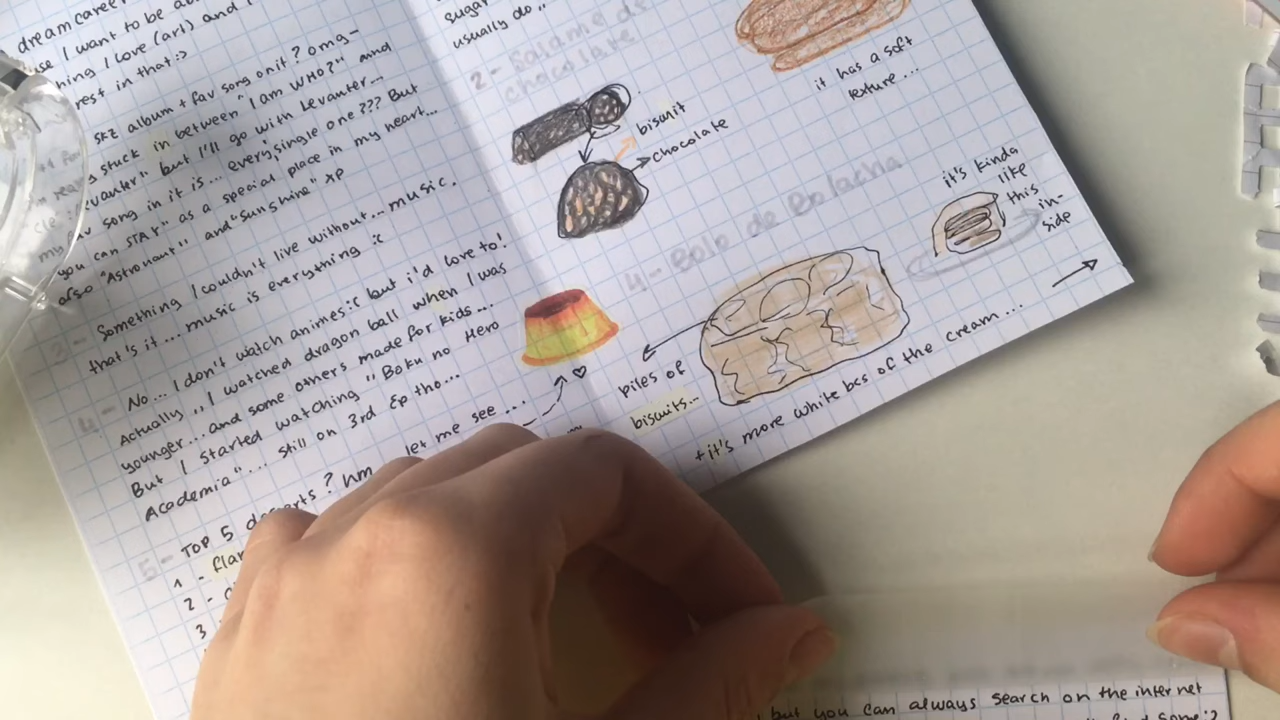 dream career
use I want to be
thing I love (art) and I
rest in that :)
skz album + fav song on it? omg-
stuck in between "I am WHO?" and
but I'll go with Levanter...
song in it is... every,single one??? But
you can STAY" as a special place in my heart...
also "Astronaut" and "Sunshine" xp
3- Something I couldn't live without... music.
that's it... music is everything :c
4- No... I don't watch animes :c but i'd love to!
Actually,, I watched dragon ball when I was
younger... and some others made for kids...
But I started watching "Boku no Hero
Academia"... still on 3rd Ep tho...
5- TOP 5 desserts? hm let me see...
1 - flan
2 -
3
sugar
usually do..
2- Salame de
chocolate
biscuit
chocolate
it has a soft
texture...
4- Bolo de Bolacha
it's kinda
like
this
in-
side
piles of
biscuits...
+ it's more white bcs of the cream...
but you can always search on the internet